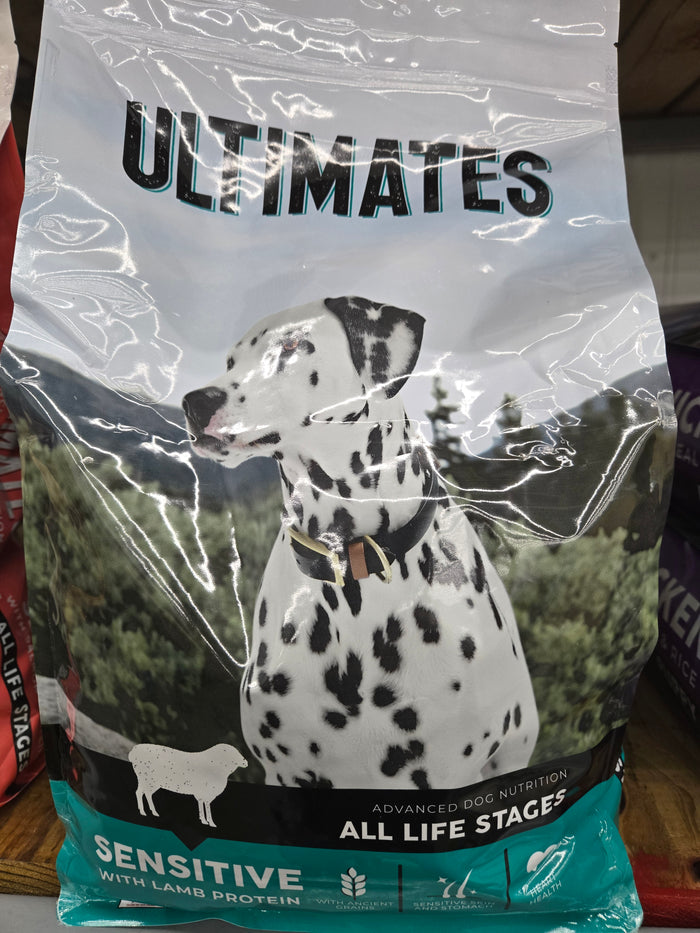 ULTIMATES
ADVANCED DOG NUTRITION
ALL LIFE STAGES
SENSITIVE
WITH LAMB PROTEIN
WITH ANCIENT
GRAINS
SENSITIVE SKIN
AND STOMACH
HEART
HEALTH
ALL LIFE STAGES
& RICE